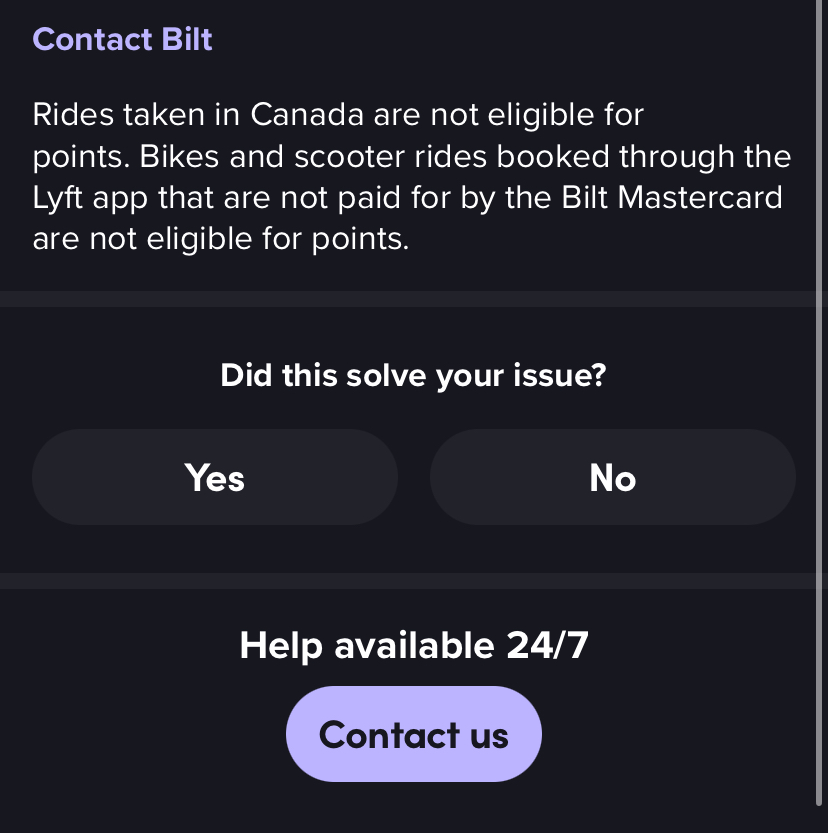 Contact Bilt
Rides taken in Canada are not eligible for
points. Bikes and scooter rides booked through the
Lyft app that are not paid for by the Bilt Mastercard
are not eligible for points.
Did this solve your issue?
Yes
No
Help available 24/7
Contact us